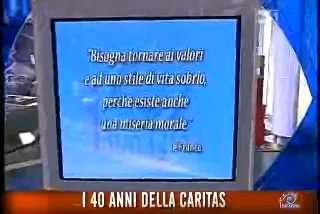 "Bisogna tornare ai valori
e ad uno stile di vita sobrio,
perchè esiste anche
una miseria morale"
I 40 ANNI DELLA CARITAS